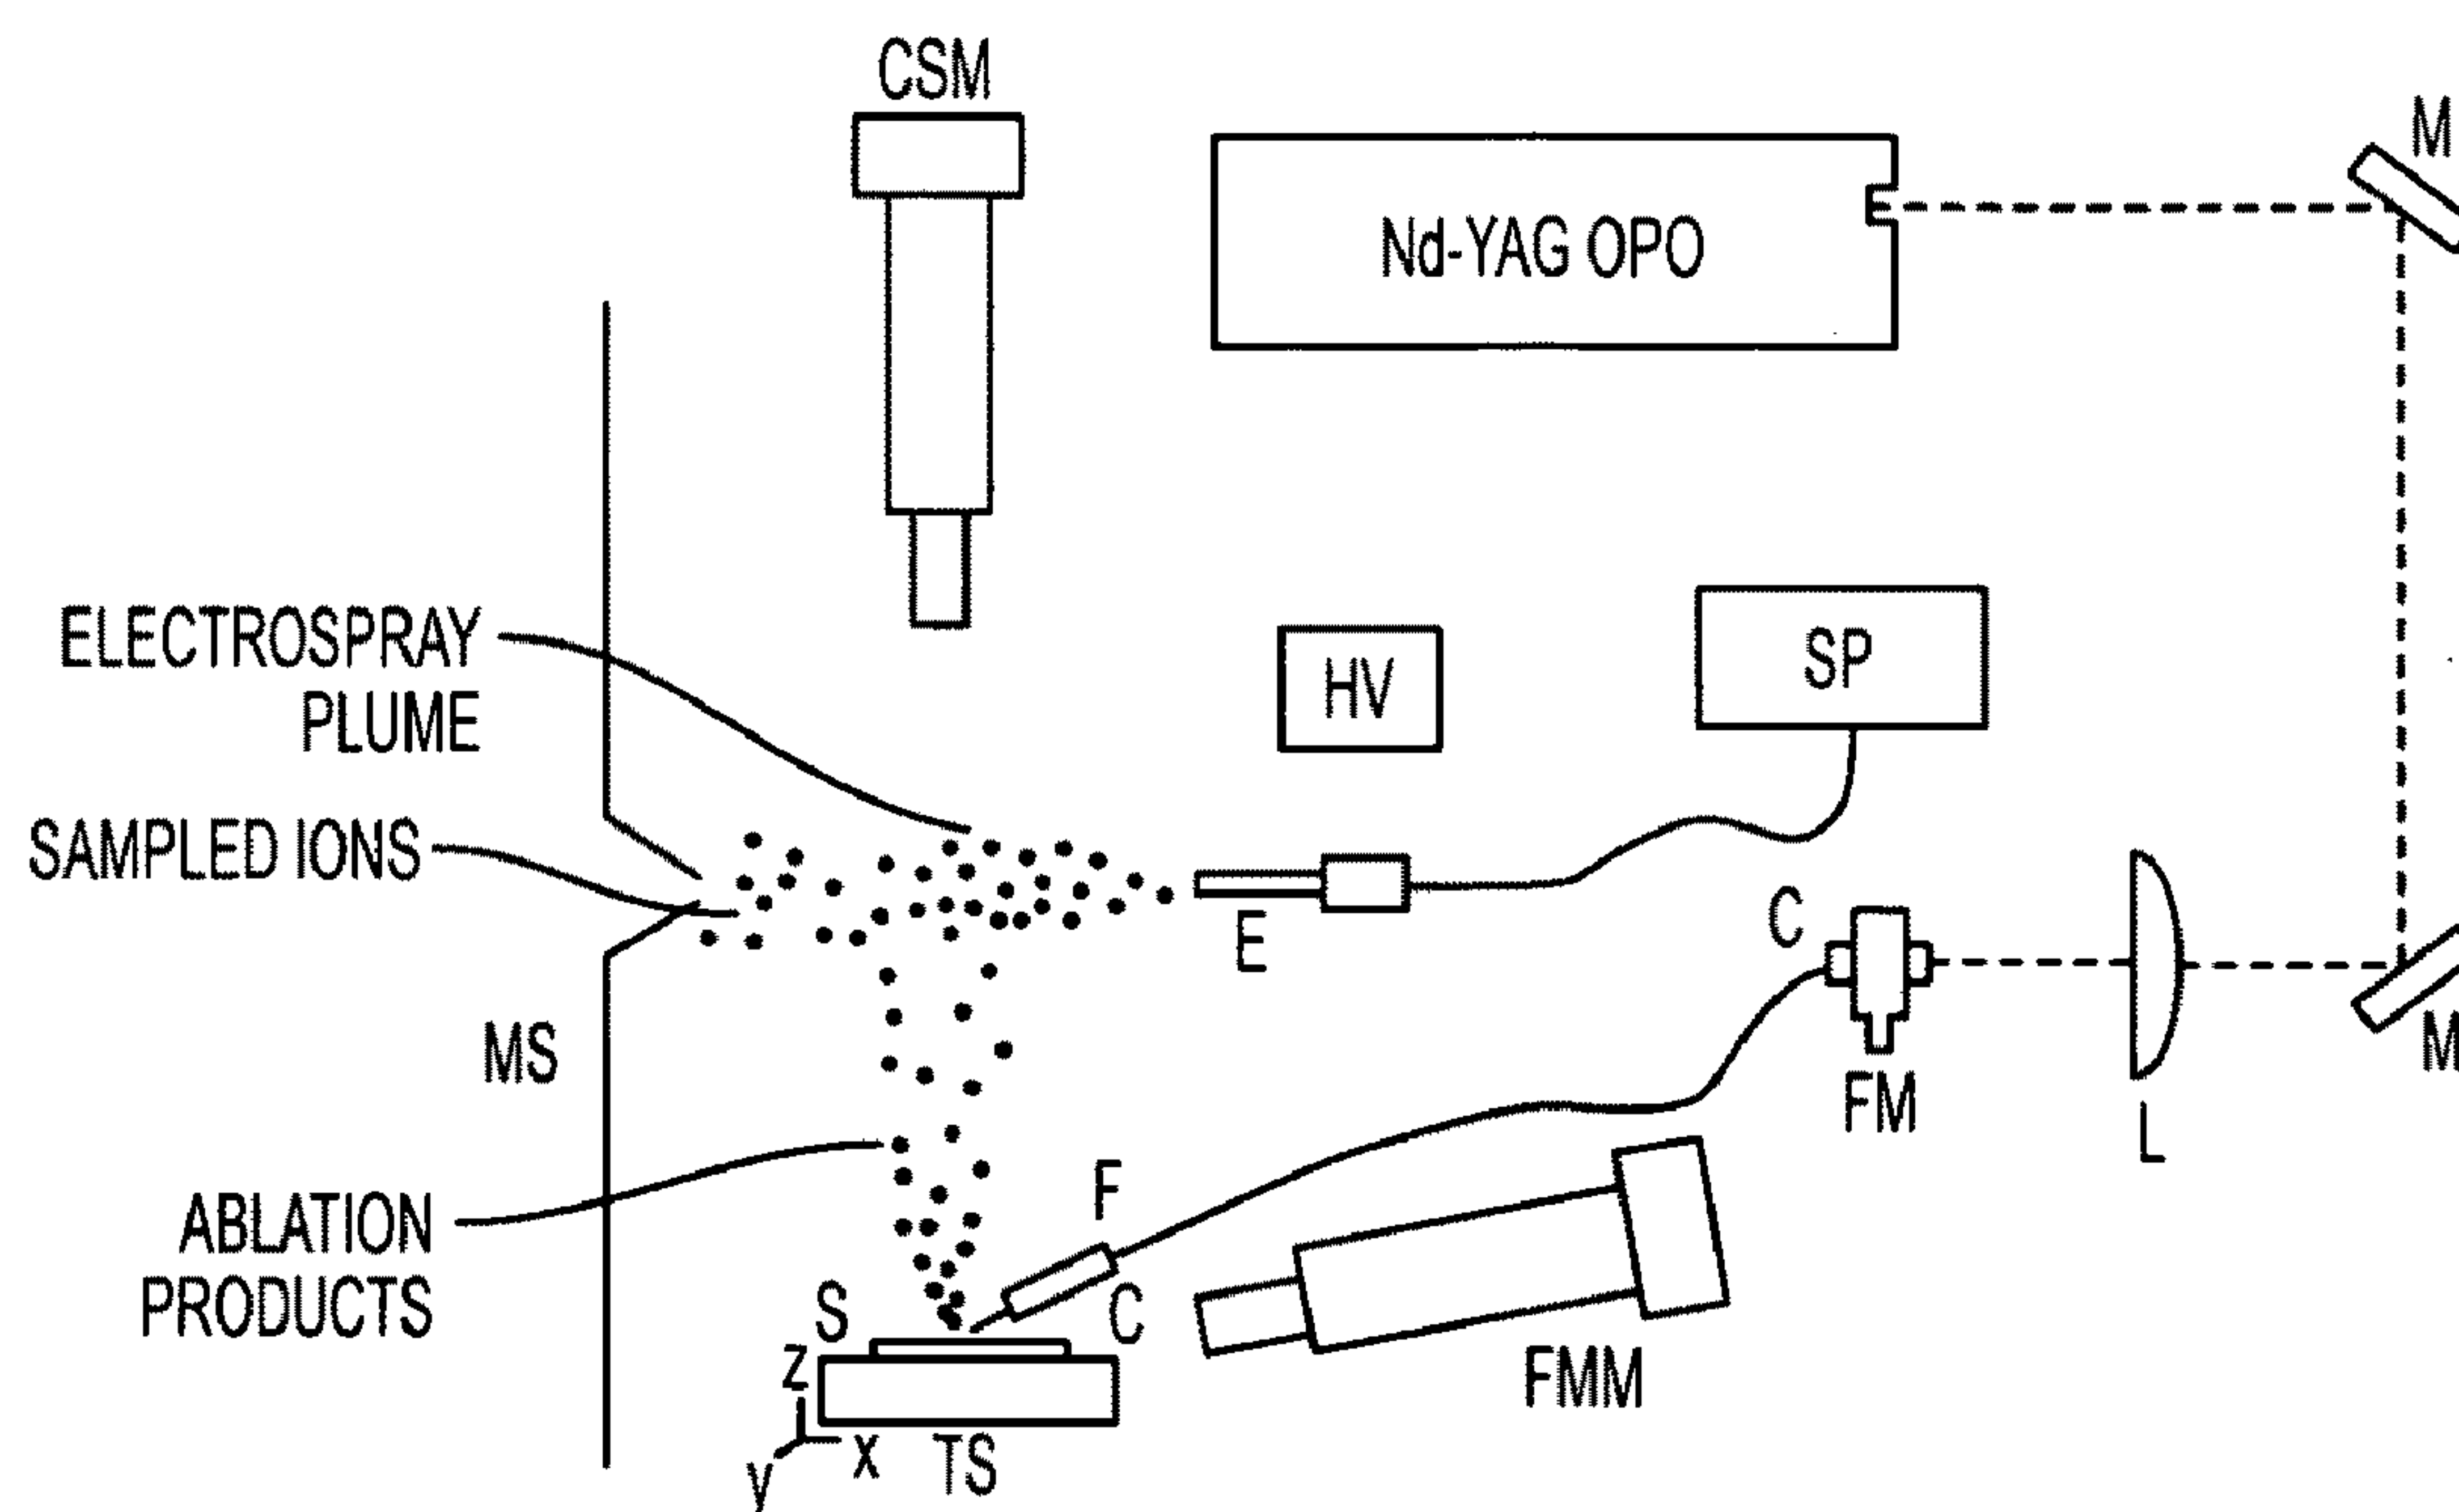 CSM
M
Nd-YAG OPO
ELECTROSPRAY
PLUME
HV
SP
SAMPLED IONS
E
C
MS
FM
M
L
ABLATION
PRODUCTS
F
S
C
Z
FMM
X
TS
Y